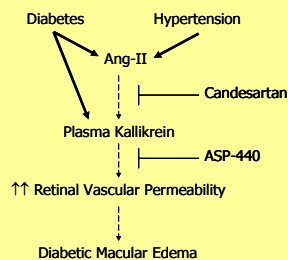 Diabetes Hypertension
Ang-II
Candesartan
Plasma Kallikrein
ASP-440
↑↑ Retinal Vascular Permeability
Diabetic Macular Edema